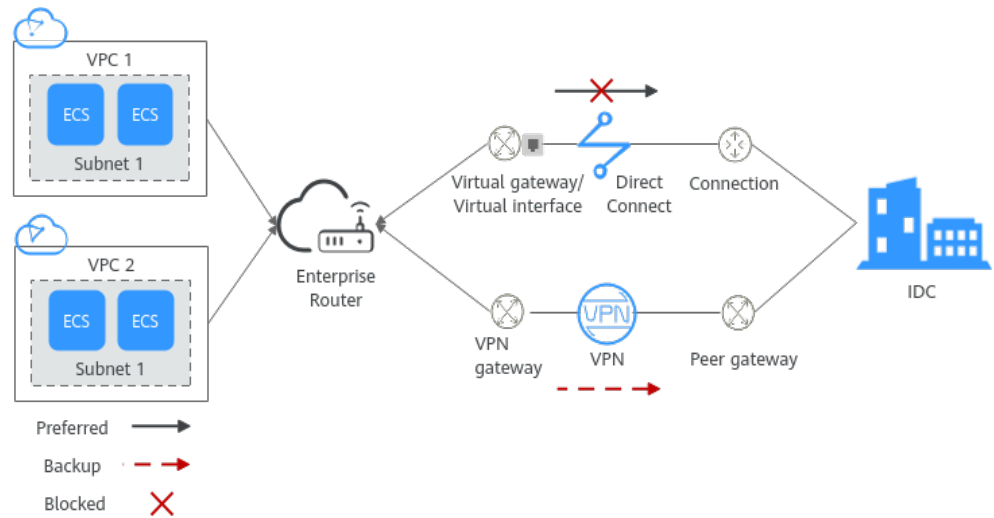 VPC 1
ECS ECS
Subnet 1
VPC 2
ECS ECS
Subnet 1
Enterprise
Router
Virtual gateway/
Virtual interface
Direct
Connect
Connection
VPN
gateway
VPN
VPN
Peer gateway
IDC
Preferred
Backup
Blocked